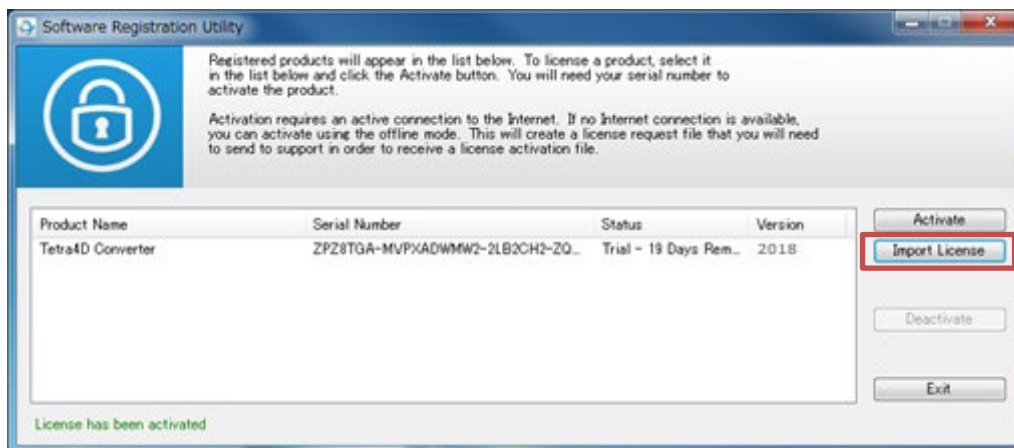 Software Registration Utility
Registered products will appear in the list below. To license a product, select it
in the list below and click the Activate button. You will need your serial number to
activate the product.
Activation requires an active connection to the Internet. If no Internet connection is available,
you can activate using the offline mode. This will create a license request file that you will need
to send to support in order to receive a license activation file.
Product Name Serial Number Status Version
Tetra4D Converter ZPZ8TGA-MVPXADWMW2-2LB2CH2-ZQ... Trial - 19 Days Rem... 2018
Activate
Import License
Deactivate
Exit
License has been activated